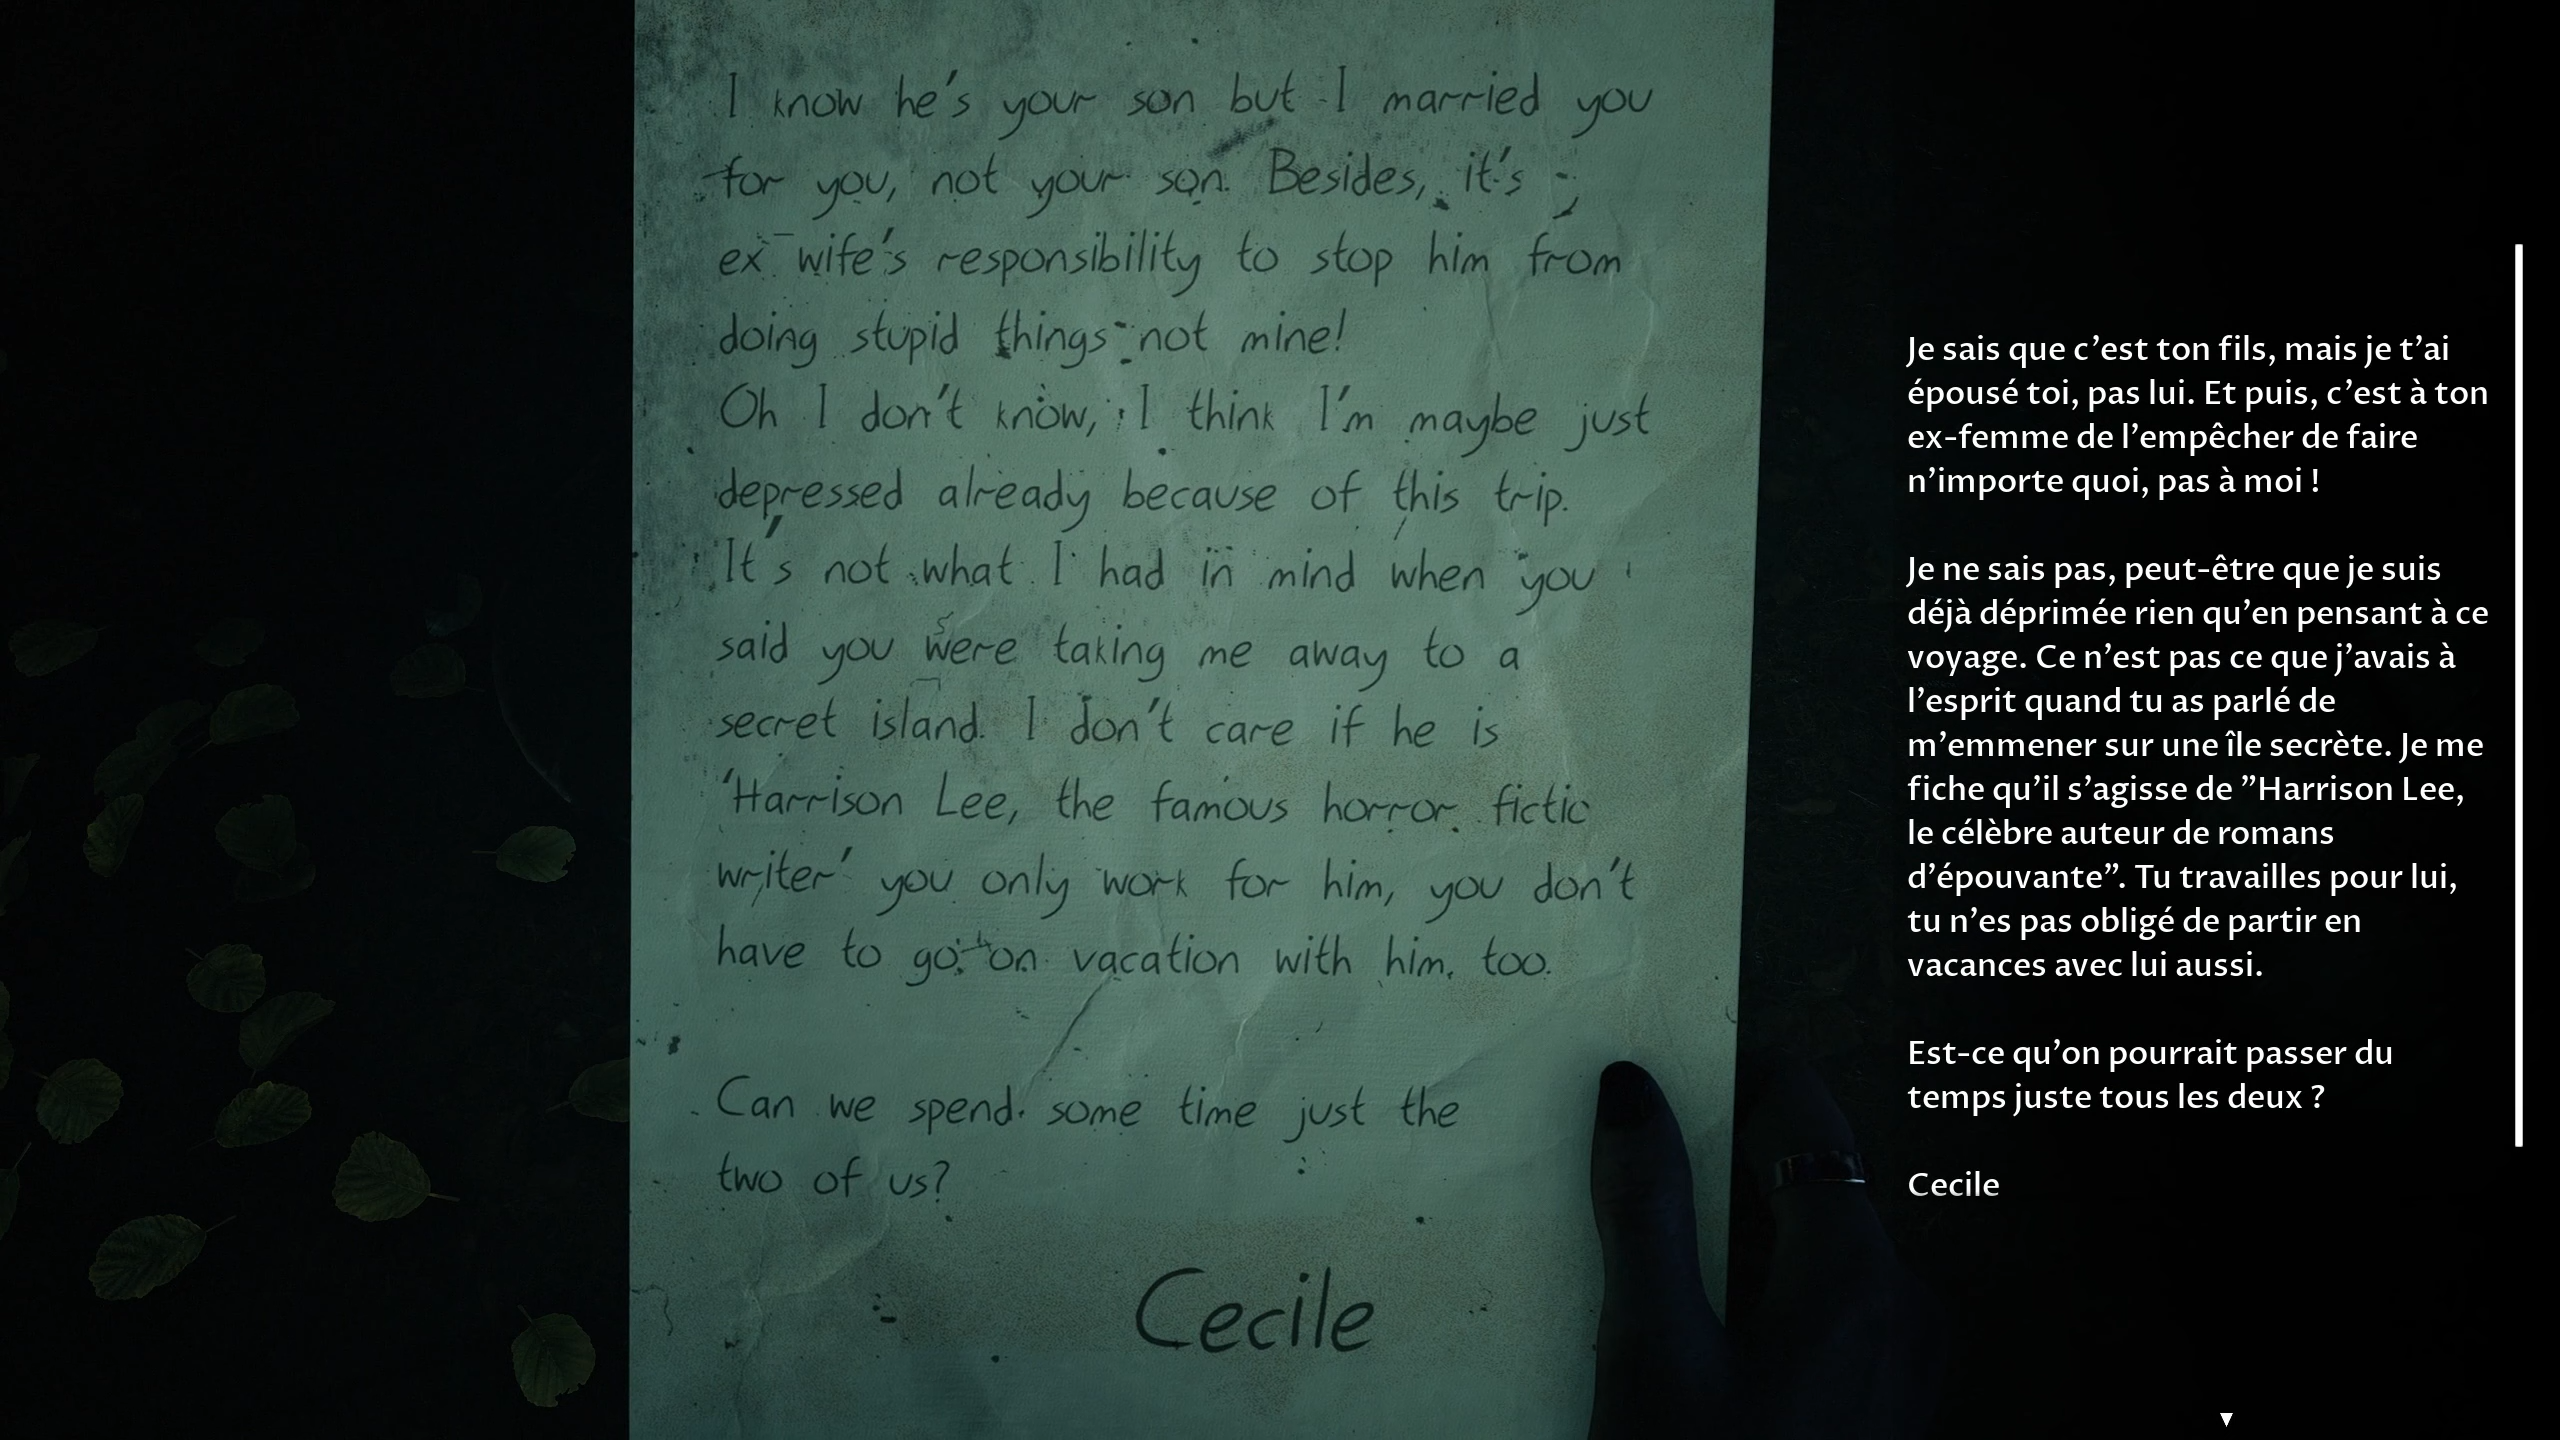 I know he's your son but I married you
for you, not your son. Besides, it's
ex-wife's responsibility to stop him from
doing stupid things not mine!
Oh I don't know, I think I'm maybe just
depressed already because of this trip.
It's not what I had in mind when you
said you were taking me away to a
secret island. I don't care if he is
'Harrison Lee, the famous horror fictic
writer' you only work for him, you don't
have to go on vacation with him, too.
Can we spend some time just the
two of us?
Cecile
Je sais que c’est ton fils, mais je t’ai
épousé toi, pas lui. Et puis, c’est à ton
ex-femme de l’empêcher de faire
n’importe quoi, pas à moi !
Je ne sais pas, peut-être que je suis
déjà déprimée rien qu’en pensant à ce
voyage. Ce n’est pas ce que j’avais à
l’esprit quand tu as parlé de
m’emmener sur une île secrète. Je me
fiche qu’il s’agisse de ”Harrison Lee,
le célèbre auteur de romans
d’épouvante”. Tu travailles pour lui,
tu n’es pas obligé de partir en
vacances avec lui aussi.
Est-ce qu’on pourrait passer du
temps juste tous les deux ?
Cecile